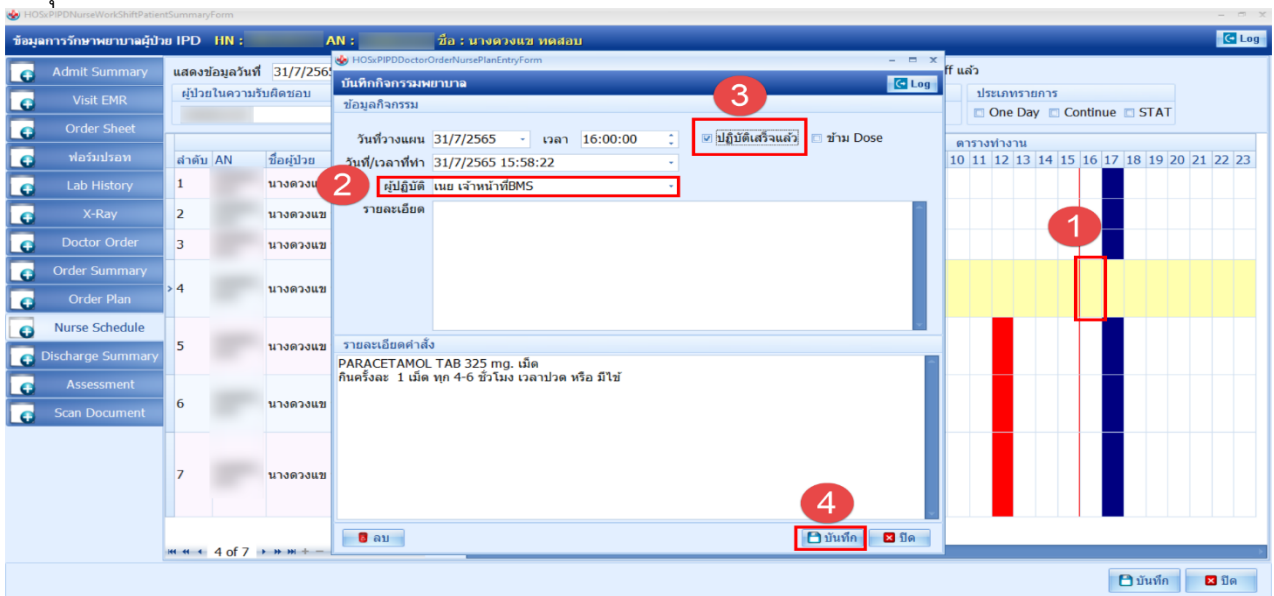 HOSxPIPDNurseWorkShiftPatientSummaryForm
ข้อมูลการรักษาพยาบาลผู้ป่วย IPD HN : AN : ชื่อ : นางดวงแข ทดสอบ Log
Admit Summary
Visit EMR
Order Sheet
ฟอร์มปรอท
Lab History
X-Ray
Doctor Order
Order Summary
Order Plan
Nurse Schedule
Discharge Summary
Assessment
Scan Document
แสดงข้อมูลวันที่ 31/7/256
ผู้ป่วยในความรับผิดชอบ
ลำดับ AN ชื่อผู้ป่วย
1 นางดวงแ
2 นางดวงแข
3 นางดวงแข
4 นางดวงแข
5 นางดวงแข
6 นางดวงแข
7 นางดวงแข
4 of 7
HOSxPIPDDoctorOrderNursePlanEntryForm
บันทึกกิจกรรมพยาบาล Log
ข้อมูลกิจกรรม
วันที่วางแผน 31/7/2565 เวลา 16:00:00 ปฏิบัติเสร็จแล้ว ข้าม Dose
3
วันที่/เวลาที่ทำ 31/7/2565 15:58:22
2 ผู้ปฏิบัติ เนย เจ้าหน้าที่BMS
รายละเอียด
รายละเอียดคำสั่ง
PARACETAMOL TAB 325 mg. เม็ด
กินครั้งละ 1 เม็ด ทุก 4-6 ชั่วโมง เวลาปวด หรือ มีไข้
4
ลบ บันทึก ปิด
ff แล้ว
ประเภทรายการ
One Day Continue STAT
ตารางทำงาน
10 11 12 13 14 15 16 17 18 19 20 21 22 23
1
บันทึก ปิด